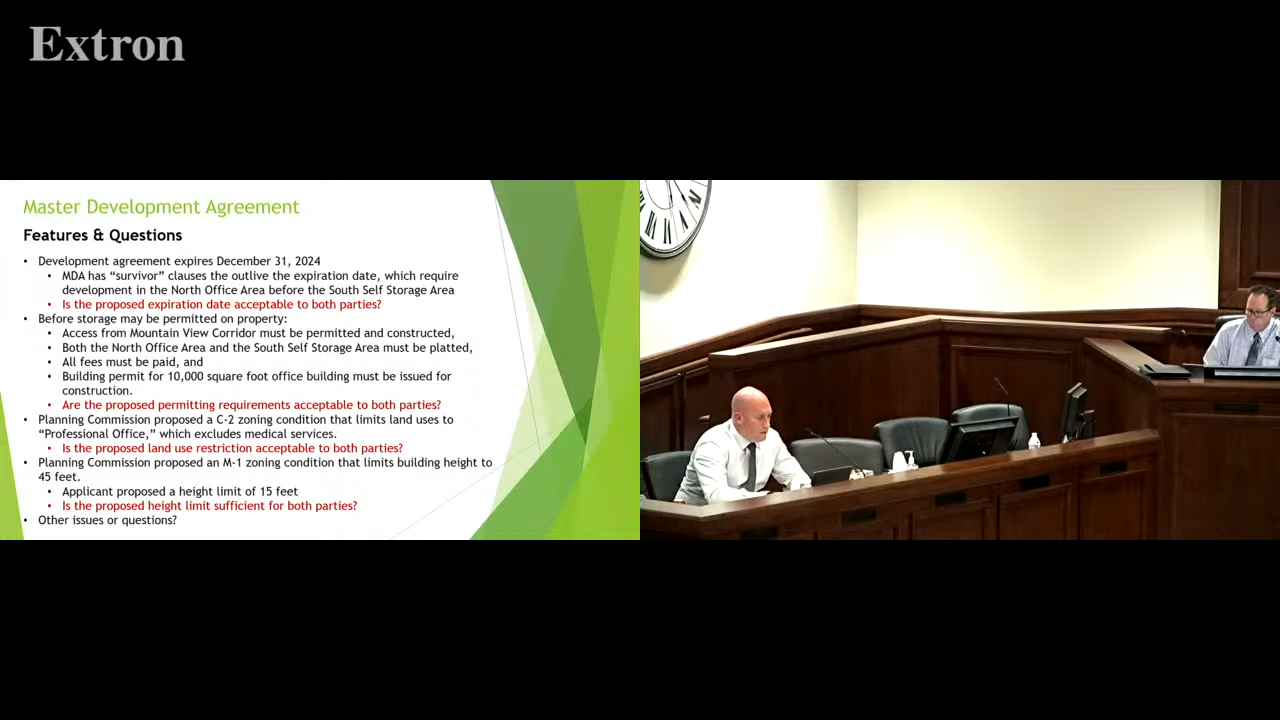 Extron
Master Development Agreement
Features & Questions
• Development agreement expires December 31, 2024
• MDA has “survivor” clauses the outlive the expiration date, which require
development in the North Office Area before the South Self Storage Area
• Is the proposed expiration date acceptable to both parties?
• Before storage may be permitted on property:
• Access from Mountain View Corridor must be permitted and constructed,
• Both the North Office Area and the South Self Storage Area must be platted,
• All fees must be paid, and
• Building permit for 10,000 square foot office building must be issued for
construction.
• Are the proposed permitting requirements acceptable to both parties?
• Planning Commission proposed a C-2 zoning condition that limits land uses to
“Professional Office,” which excludes medical services.
• Is the proposed land use restriction acceptable to both parties?
• Planning Commission proposed an M-1 zoning condition that limits building height to
45 feet.
• Applicant proposed a height limit of 15 feet
• Is the proposed height limit sufficient for both parties?
• Other issues or questions?